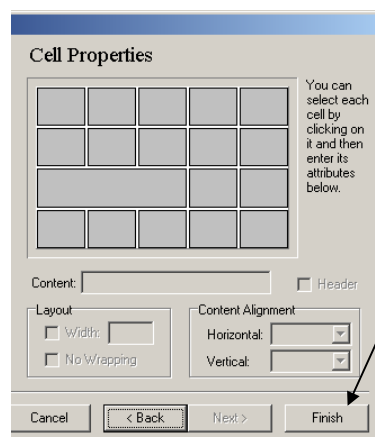 Cell Properties
You can
select each
cell by
clicking on
it and then
enter its
attributes
below.
Content:
Header
Layout
Width:
No Wrapping
Content Alignment
Horizontal:
Vertical:
Cancel
< Back
Next >
Finish